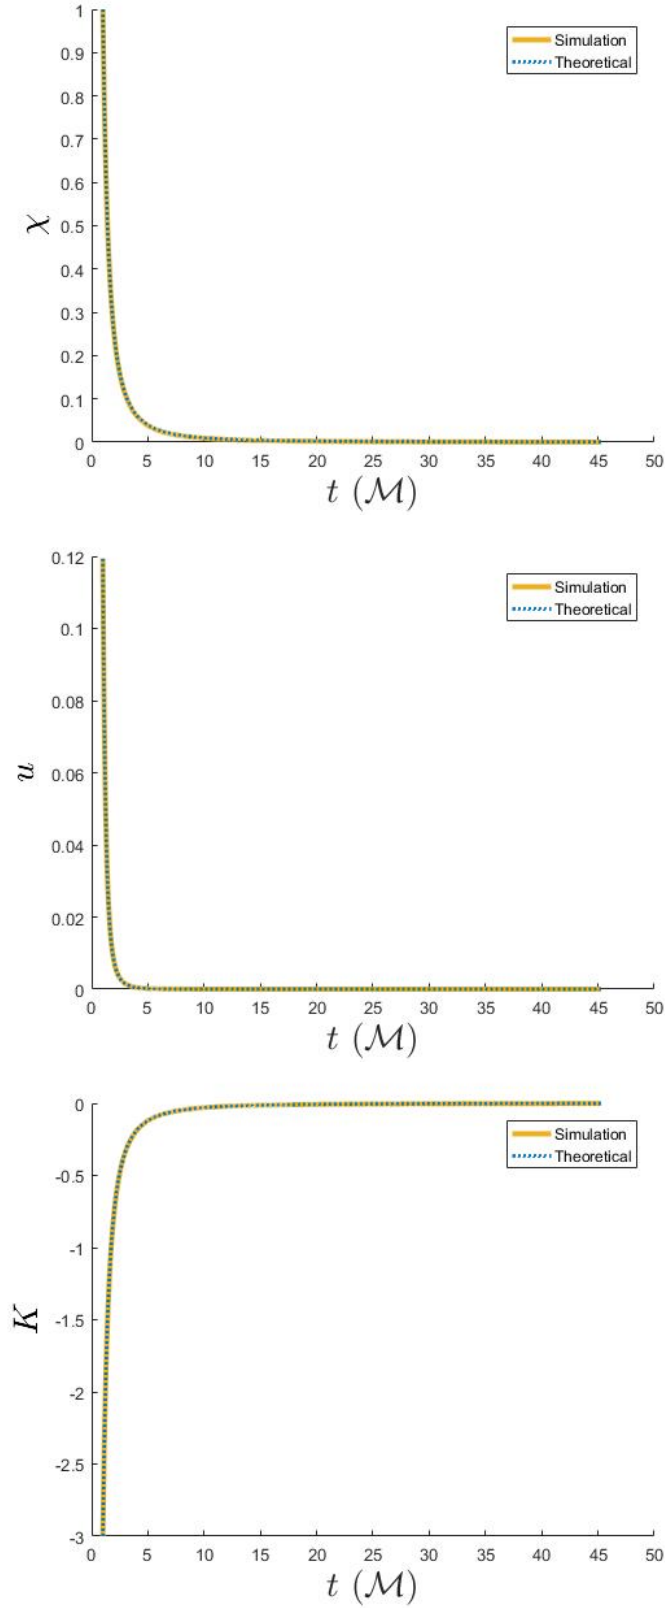 1
0.9
0.8
0.7
0.6
0.5
0.4
0.3
0.2
0.1
0
χ
Simulation
Theoretical
0 5 10 15 20 25 30 35 40 45 50
t (ℳ)
0.12
0.1
0.08
0.06
0.04
0.02
0
u
Simulation
Theoretical
0 5 10 15 20 25 30 35 40 45 50
t (ℳ)
0
-0.5
-1
-1.5
-2
-2.5
-3
K
Simulation
Theoretical
0 5 10 15 20 25 30 35 40 45 50
t (ℳ)